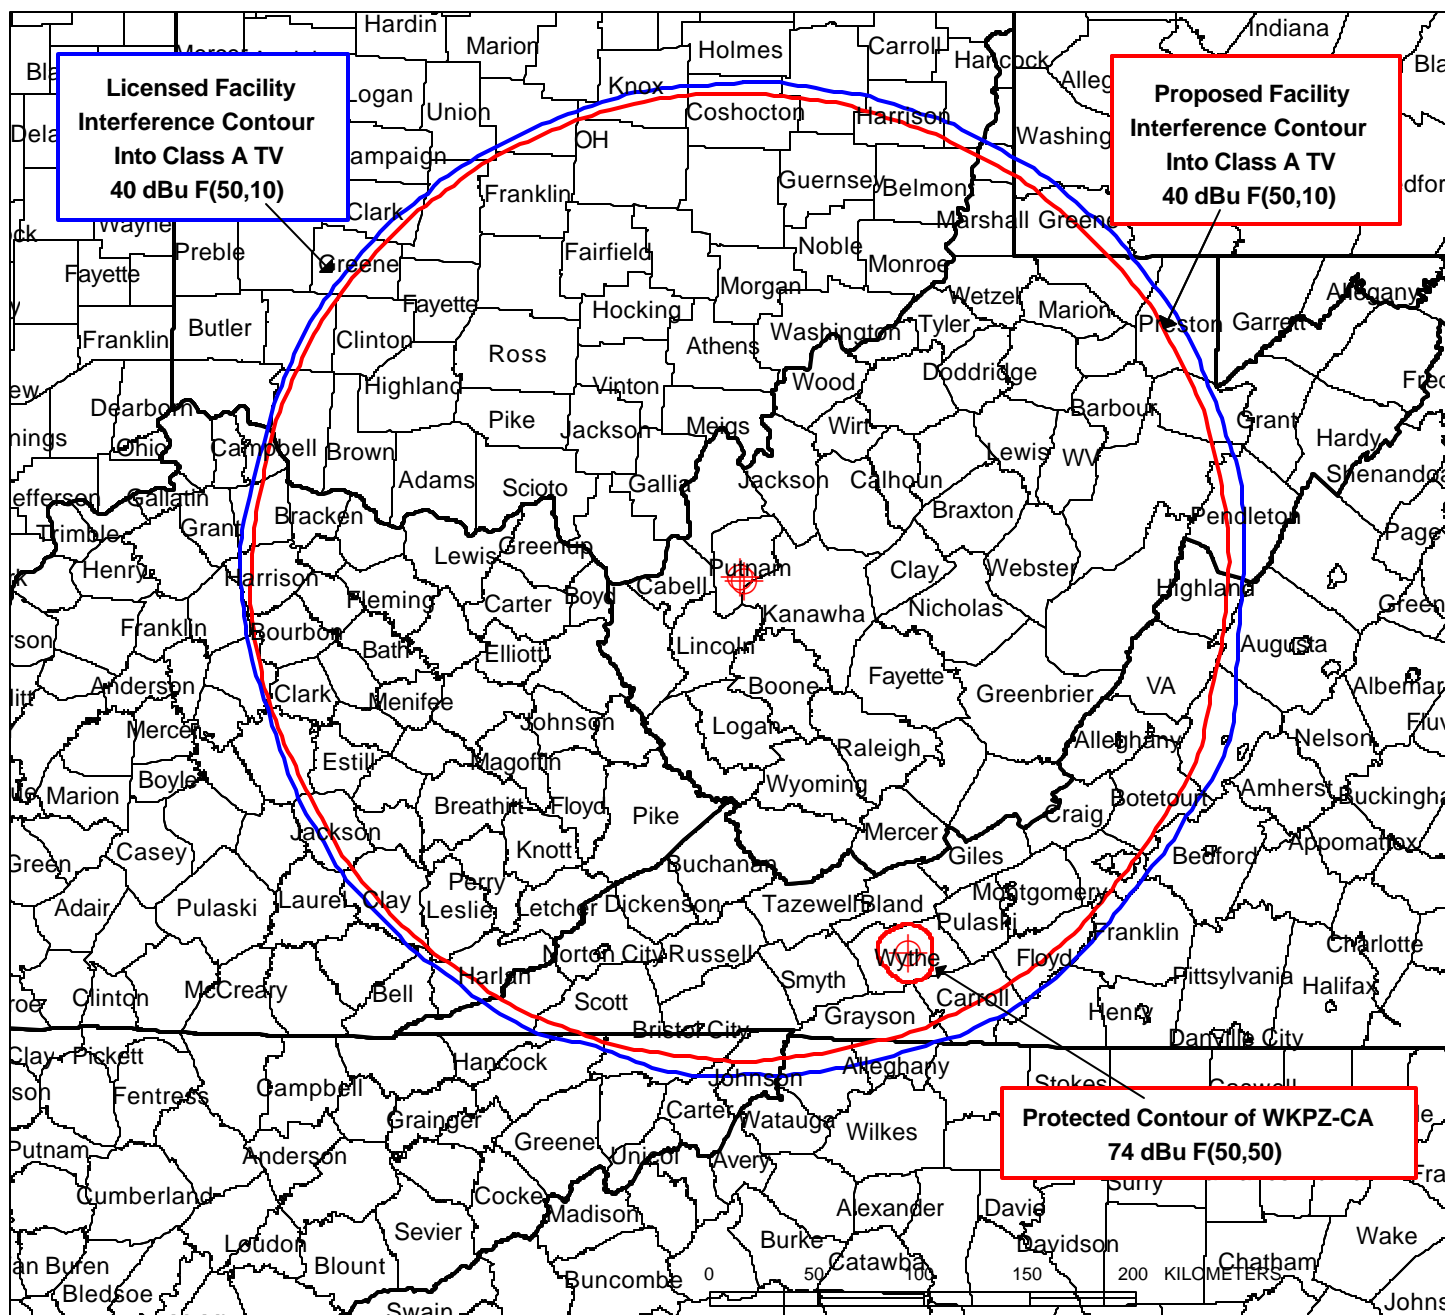 Hardin
Marion
Holmes
Carroll
Hancock
Indiana
Knox
Licensed Facility
Interference Contour
Into Class A TV
40 dBu F(50,10)
Logan
Union
Coshocton
Harrison
Proposed Facility
Interference Contour
Into Class A TV
40 dBu F(50,10)
OH
Clark
Franklin
Guernsey
Marshall
Greene
Wayne
Preble
Greene
Fairfield
Noble
Monroe
Fayette
Fayette
Morgan
Wetzel
Marion
Allegany
Hocking
Butler
Clinton
Ross
Athens
Washington
Tyler
Preston
Garrett
Franklin
Highland
Vinton
Wood
Doddridge
Dearborn
Pike
Jackson
Meigs
Wirt
Barbour
Grant
Hardy
Ohio
Campbell
Brown
Lewis
WV
Adams
Scioto
Gallia
Jackson
Calhoun
Gallatin
Bracken
Braxton
Pendleton
Page
Trimble
Grant
Lewis
Greenup
Henry
Harrison
Putnam
Clay
Webster
Highland
Fleming
Carter
Boyd
Cabell
Kanawha
Nicholas
Franklin
Bourbon
Bath
Elliott
Lincoln
Augusta
Anderson
Clark
Menifee
Boone
Fayette
Greenbrier
VA
Mercer
Johnson
Logan
Raleigh
Alleghany
Nelson
Boyle
Estill
Magoffin
Wyoming
Marion
Breathitt
Floyd
Pike
Botetourt
Amherst
Craig
Jackson
Mercer
Appomattox
Green
Casey
Knott
Buchanan
Giles
Bedford
Adair
Pulaski
Laurel
Clay
Perry
Leslie
Letcher
Dickenson
Tazewell
Bland
Montgomery
Pulaski
Franklin
Charlotte
Norton City
Russell
Wythe
Floyd
Clinton
McCreary
Bell
Harlan
Scott
Smyth
Carroll
Pittsylvania
Halifax
Grayson
Henry
Bristol City
Danville City
Clay
Pickett
Hancock
Johnson
Alleghany
Stokes
Caswell
Fentress
Campbell
Grainger
Carter
Watauga
Wilkes
Protected Contour of WKPZ-CA
74 dBu F(50,50)
Putnam
Anderson
Greene
Unicoi
Avery
Surry
Cumberland
Cocke
Madison
Alexander
Davie
Sevier
Burke
Wake
Loudon
Blount
Catawba
Davidson
Chatham
Bledsoe
Buncombe
Swain
0 50 100 150 200 KILOMETERS